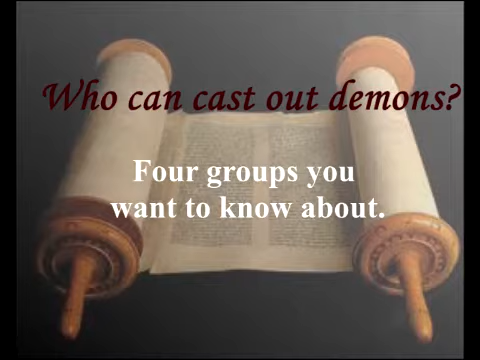 Who can cast out demons?
Four groups you
want to know about.